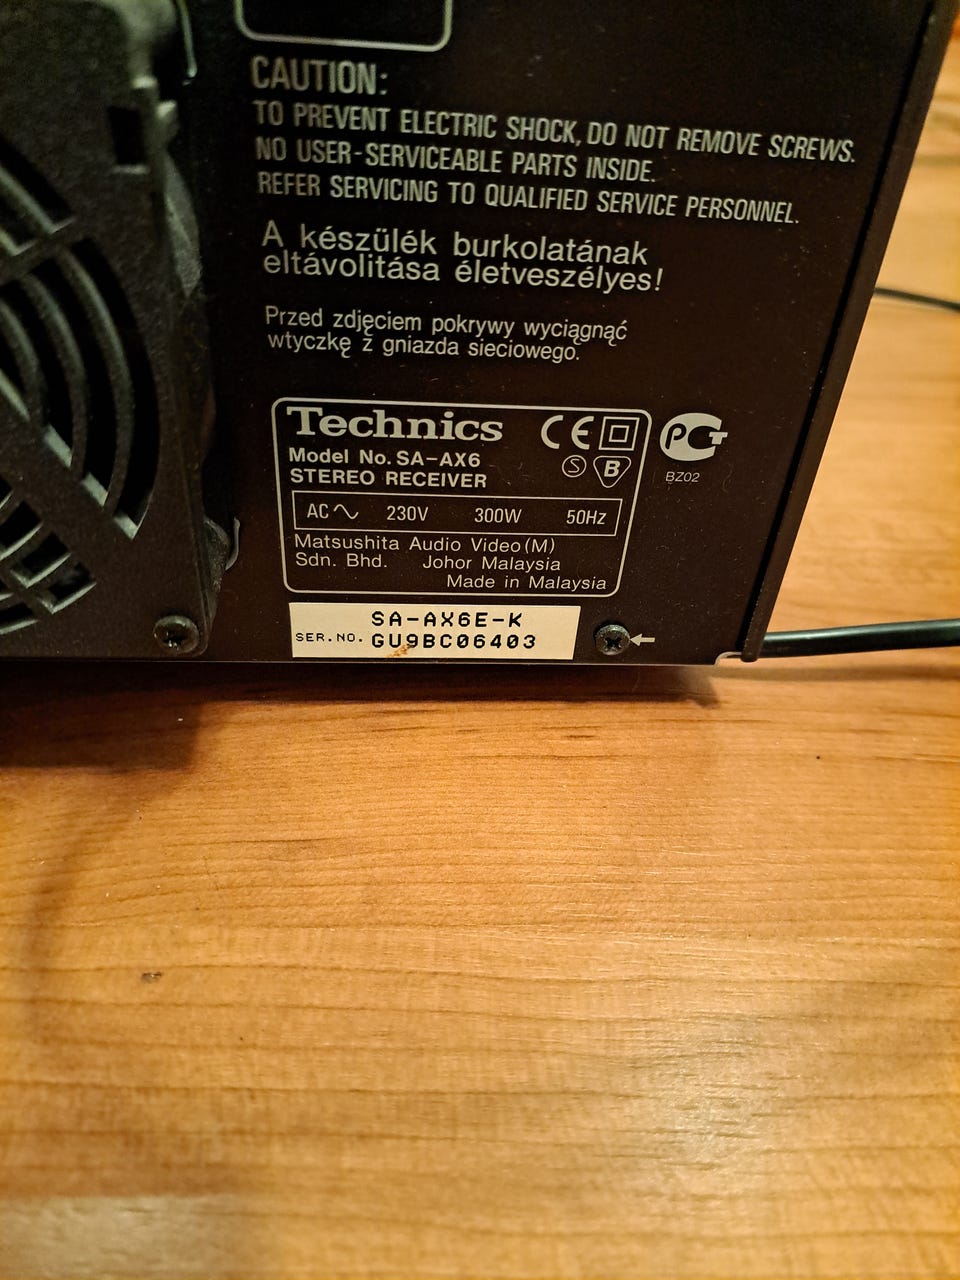 CAUTION:
TO PREVENT ELECTRIC SHOCK, DO NOT REMOVE SCREWS.
NO USER-SERVICEABLE PARTS INSIDE.
REFER SERVICING TO QUALIFIED SERVICE PERSONNEL.
A készülék burkolatának
eltávolitása életveszélyes!
Przed zdjęciem pokrywy wyciągnąć
wtyczkę z gniazda sieciowego.
Technics CE
Model No. SA-AX6 S B
STEREO RECEIVER
PCT
BZ02
AC 230V 300W 50Hz
Matsushita Audio Video (M)
Sdn. Bhd. Johor Malaysia
Made in Malaysia
SA-AX6E-K
SER.NO. GU9BC06403